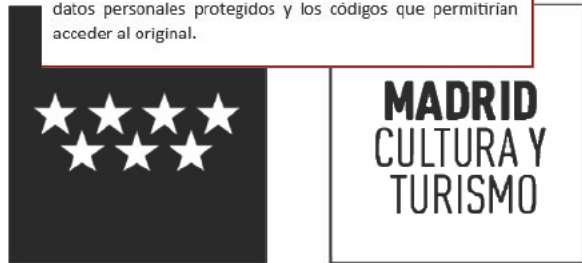 datos personales protegidos y los códigos que permitirían
acceder al original.
MADRID
CULTURA Y
TURISMO